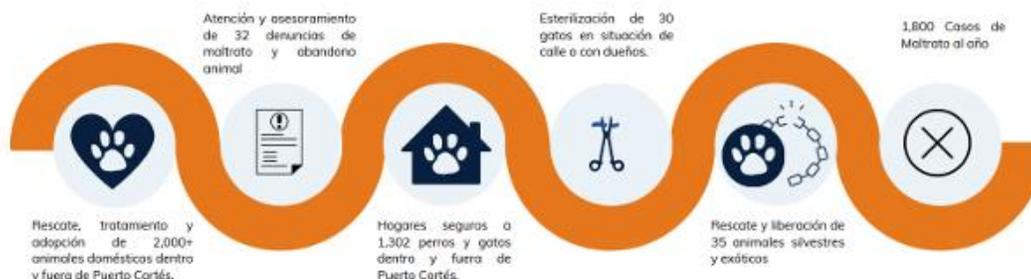 Rescate, tratamiento y
adopción de 2,000+
animales domésticos dentro
y fuera de Puerto Cortés.
Atención y asesoramiento
de 32 denuncias de
maltrato y abandono
animal
Hogares seguros a
1,302 perros y gatos
dentro y fuera de
Puerto Cortés.
Esterilización de 30
gatos en situación de
calle o con dueños.
Rescate y liberación de
35 animales silvestres
y exóticos
1,800 Casos de
Maltrato al año